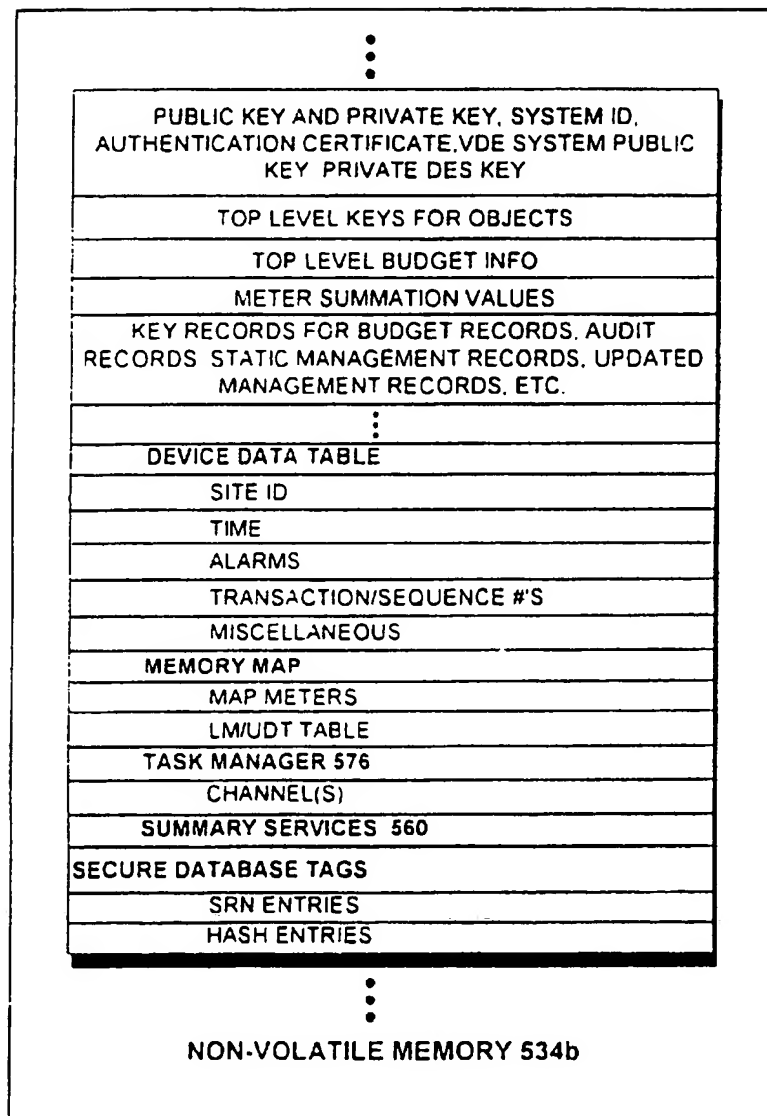 PUBLIC KEY AND PRIVATE KEY, SYSTEM ID,
AUTHENTICATION CERTIFICATE,VDE SYSTEM PUBLIC
KEY PRIVATE DES KEY
TOP LEVEL KEYS FOR OBJECTS
TOP LEVEL BUDGET INFO
METER SUMMATION VALUES
KEY RECORDS FOR BUDGET RECORDS, AUDIT
RECORDS STATIC MANAGEMENT RECORDS, UPDATED
MANAGEMENT RECORDS, ETC.
DEVICE DATA TABLE
SITE ID
TIME
ALARMS
TRANSACTION/SEQUENCE #'S
MISCELLANEOUS
MEMORY MAP
MAP METERS
LM/UDT TABLE
TASK MANAGER 576
CHANNEL(S)
SUMMARY SERVICES 560
SECURE DATABASE TAGS
SRN ENTRIES
HASH ENTRIES
NON-VOLATILE MEMORY 534b